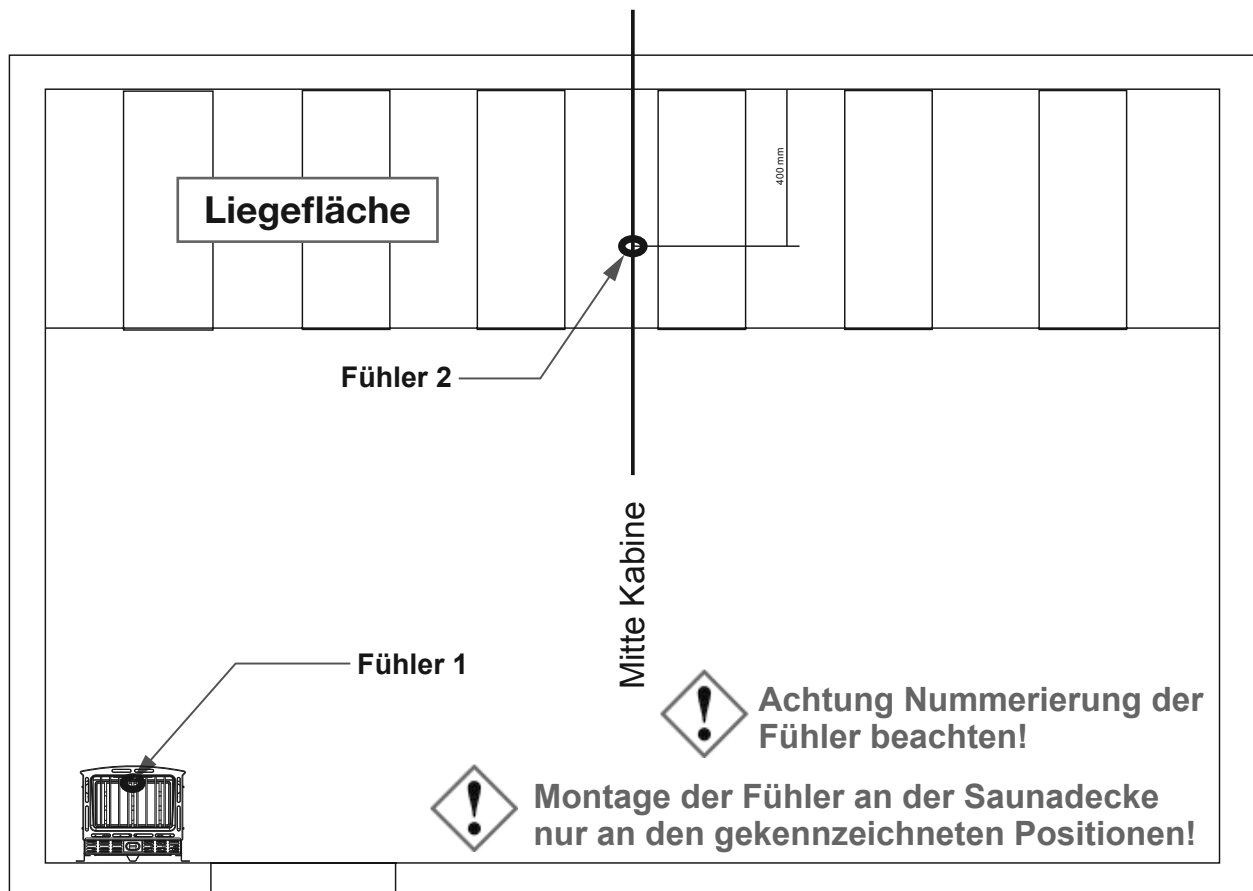 400 mm
Liegefläche
Fühler 2
Mitte Kabine
Fühler 1
Achtung Nummerierung der
Fühler beachten!
Montage der Fühler an der Saunadecke
nur an den gekennzeichneten Positionen!